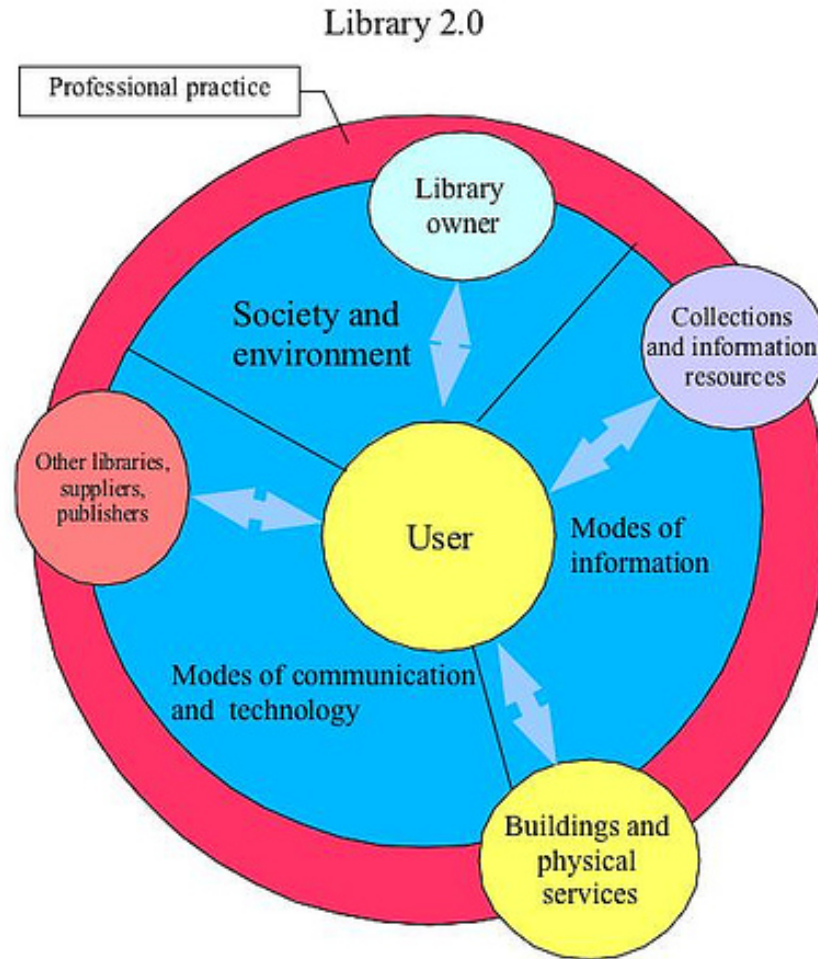 Library 2.0
Professional practice
Library
owner
Society and
environment
Collections
and information
resources
Other libraries,
suppliers,
publishers
User
Modes of
information
Modes of communication
and technology
Buildings and
physical
services